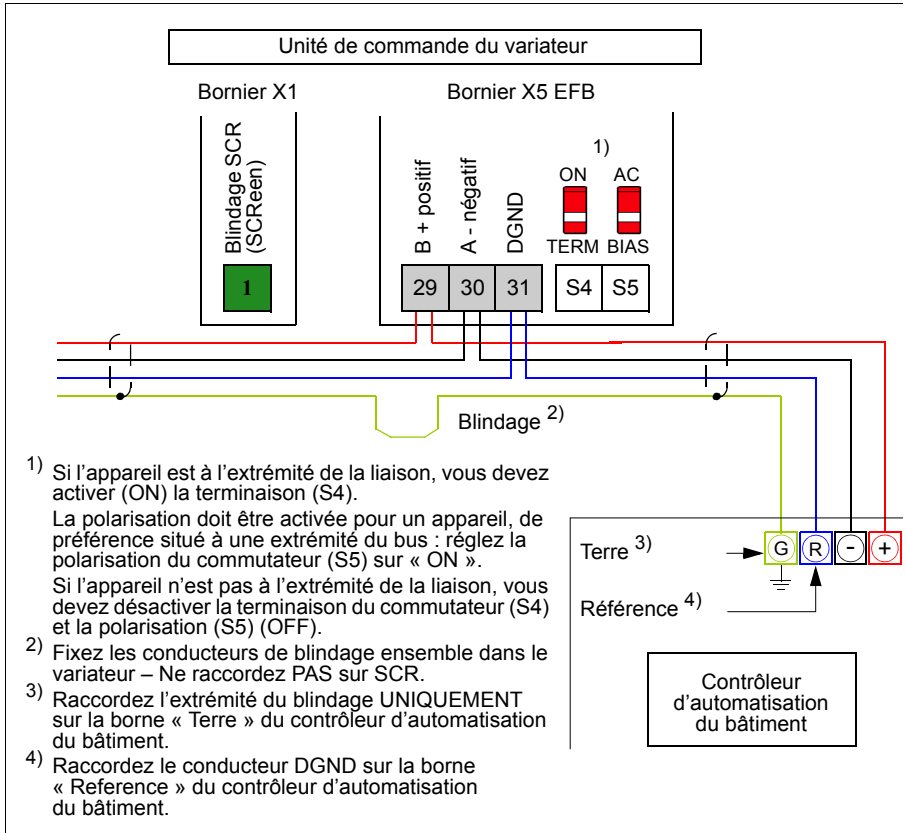 Unité de commande du variateur
Bornier X1
Bornier X5 EFB
Blindage SCR
(SCReen)
B + positif
A - négatif
DGND
1)
ON
AC
TERM
BIAS
1
29
30
31
S4
S5
Blindage 2)
1) Si l'appareil est à l'extrémité de la liaison, vous devez
activer (ON) la terminaison (S4).
La polarisation doit être activée pour un appareil, de
préférence situé à une extrémité du bus : réglez la
polarisation du commutateur (S5) sur « ON ».
Si l'appareil n'est pas à l'extrémité de la liaison, vous
devez désactiver la terminaison du commutateur (S4)
et la polarisation (S5) (OFF).
2) Fixez les conducteurs de blindage ensemble dans le
variateur – Ne raccordez PAS sur SCR.
3) Raccordez l'extrémité du blindage UNIQUEMENT
sur la borne « Terre » du contrôleur d'automatisation
du bâtiment.
4) Raccordez le conducteur DGND sur la borne
« Reference » du contrôleur d'automatisation
du bâtiment.
Terre 3)
G
R
-
+
Référence 4)
Contrôleur
d'automatisation
du bâtiment